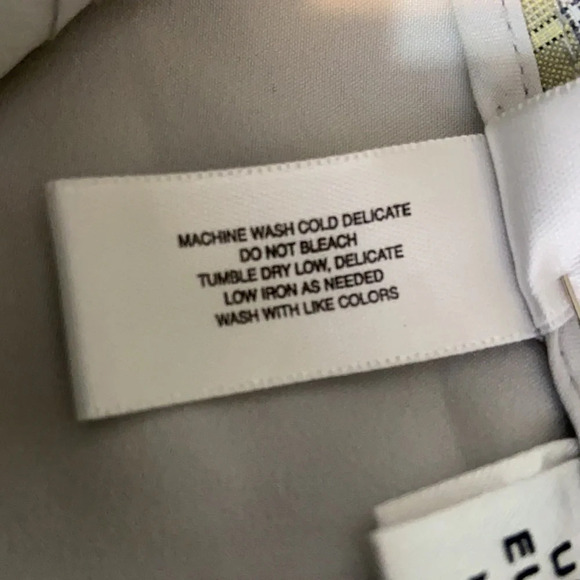 MACHINE WASH COLD DELICATE
DO NOT BLEACH
TUMBLE DRY LOW, DELICATE
LOW IRON AS NEEDED
WASH WITH LIKE COLORS